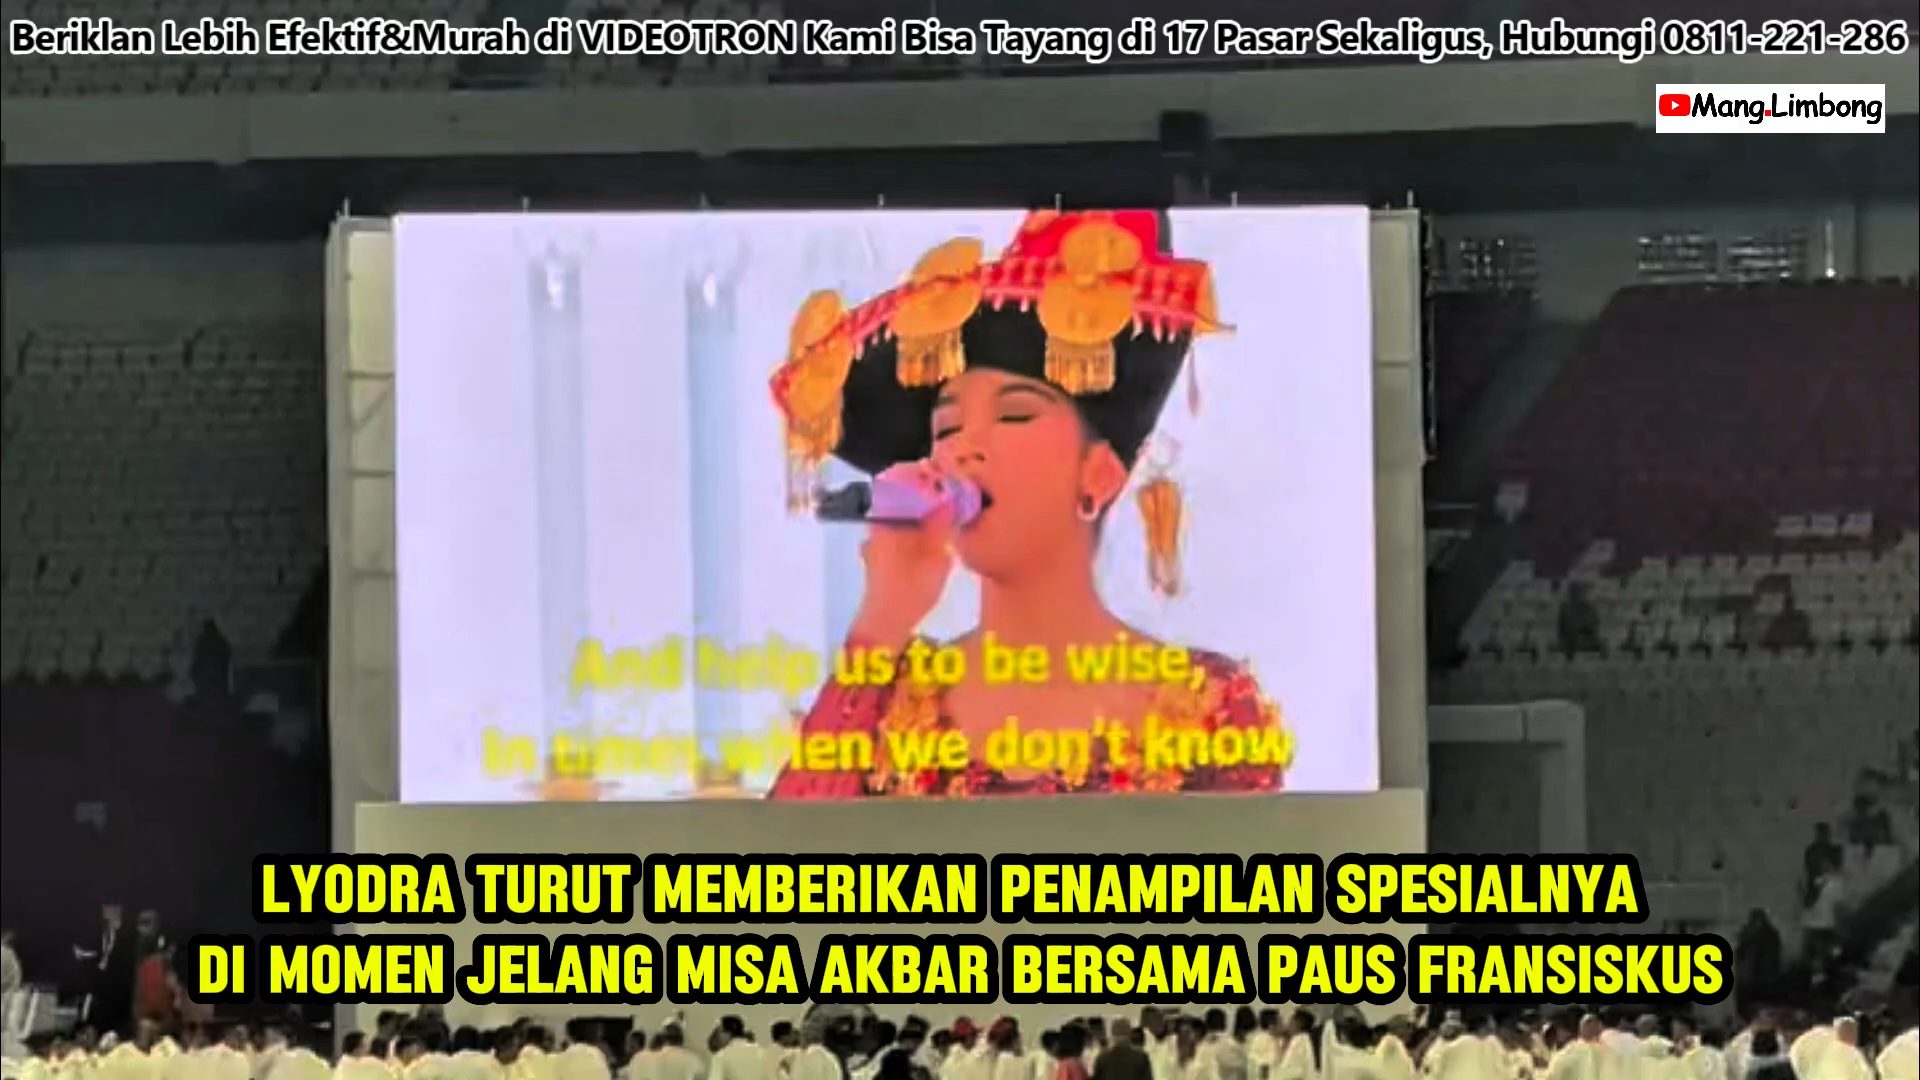 Beriklan Lebih Efektif&Murah di VIDEOTRON Kami Bisa Tayang di 17 Pasar Sekaligus, Hubungi 0811-221-286
Mang.Limbong
And help us to be wise,
In times when we don't know
LYODRA TURUT MEMBERIKAN PENAMPILAN SPESIALNYA
DI MOMEN JELANG MISA AKBAR BERSAMA PAUS FRANSISKUS